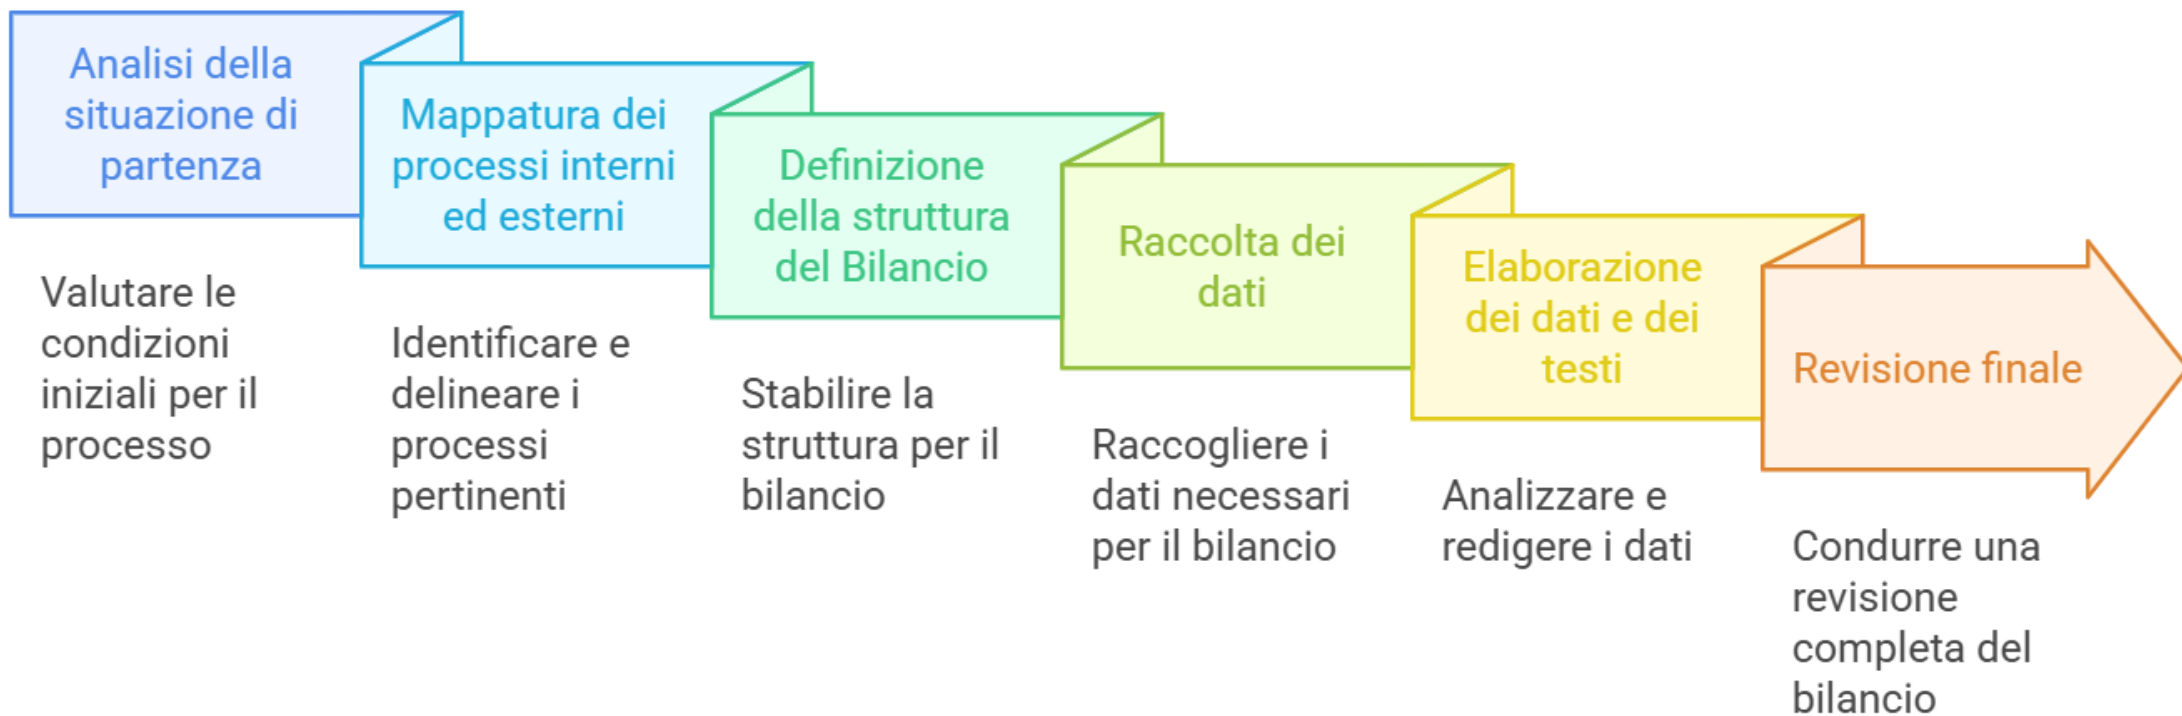 Analisi della
situazione di
partenza
Valutare le
condizioni
iniziali per il
processo
Mappatura dei
processi interni
ed esterni
Identificare e
delineare i
processi
pertinenti
Definizione
della struttura
del Bilancio
Stabilire la
struttura per il
bilancio
Raccolta dei
dati
Raccogliere i
dati necessari
per il bilancio
Elaborazione
dei dati e dei
testi
Analizzare e
redigere i dati
Revisione finale
Condurre una
revisione
completa del
bilancio